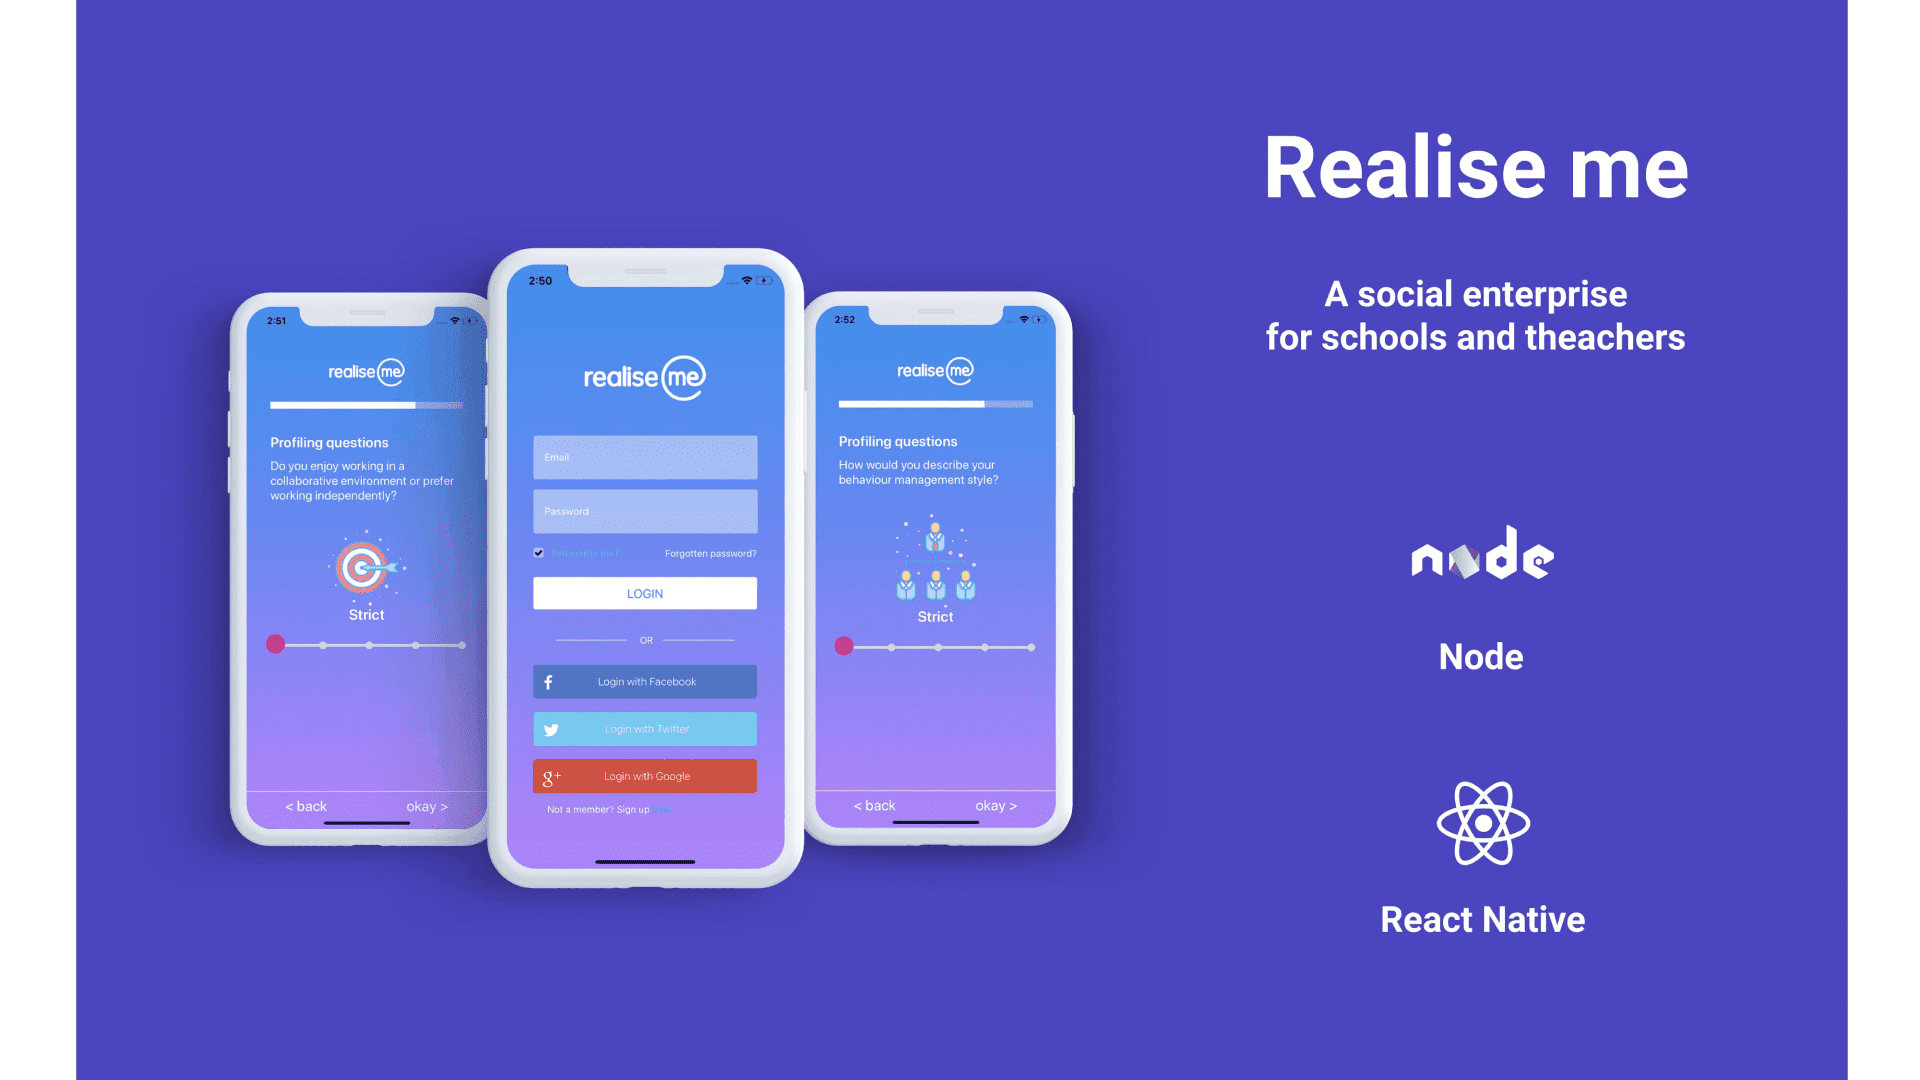 Realise me
A social enterprise
for schools and theachers
node
Node
React Native
2:51
realise me
Profiling questions
Do you enjoy working in a
collaborative environment or prefer
working independently?
Strict
< back
okay >
2:50
realise me
Email
Password
Remember me?
Forgotten password?
LOGIN
OR
f
Login with Facebook
Login with Twitter
g+
Login with Google
Not a member? Sign up
2:52
realise me
Profiling questions
How would you describe your
behaviour management style?
Strict
< back
okay >